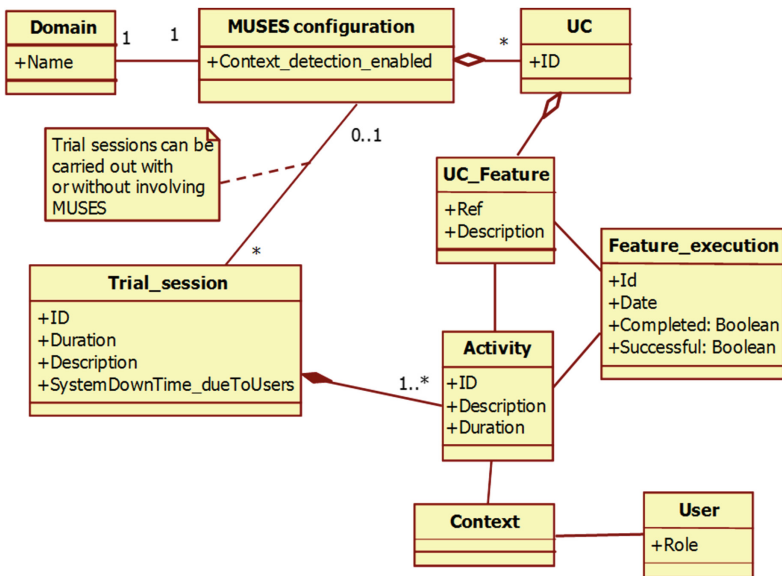 Domain
+Name
1
1
MUSES configuration
+Context_detection_enabled
*
UC
+ID
0..1
Trial sessions can be
carried out with
or without involving
MUSES
UC_Feature
+Ref
+Description
Feature_execution
+Id
+Date
+Completed: Boolean
+Successful: Boolean
*
Trial_session
+ID
+Duration
+Description
+SystemDownTime_dueToUsers
1..*
Activity
+ID
+Description
+Duration
Context
User
+Role